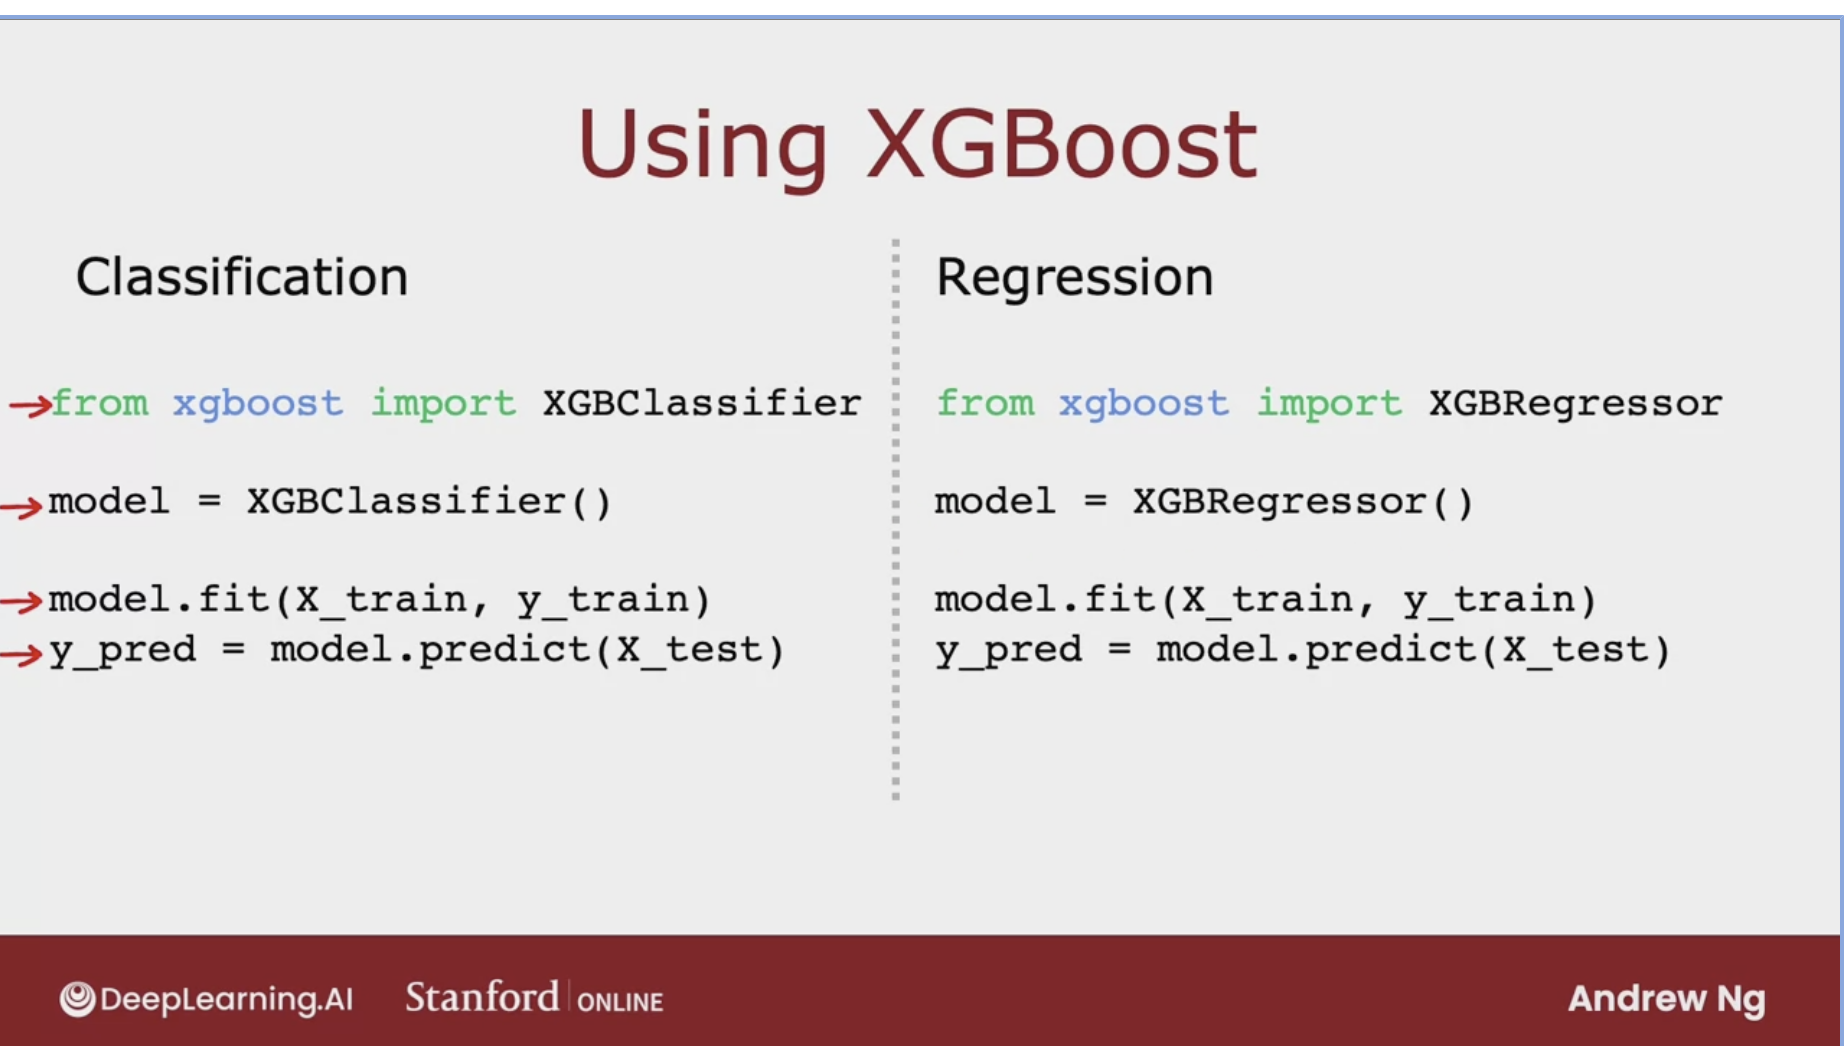 Using XGBoost
Classification
from xgboost import XGBClassifier
model = XGBClassifier()
model.fit(X_train, y_train)
y_pred = model.predict(X_test)
Regression
from xgboost import XGBRegressor
model = XGBRegressor()
model.fit(X_train, y_train)
y_pred = model.predict(X_test)
DeepLearning.AI
Stanford ONLINE
Andrew Ng